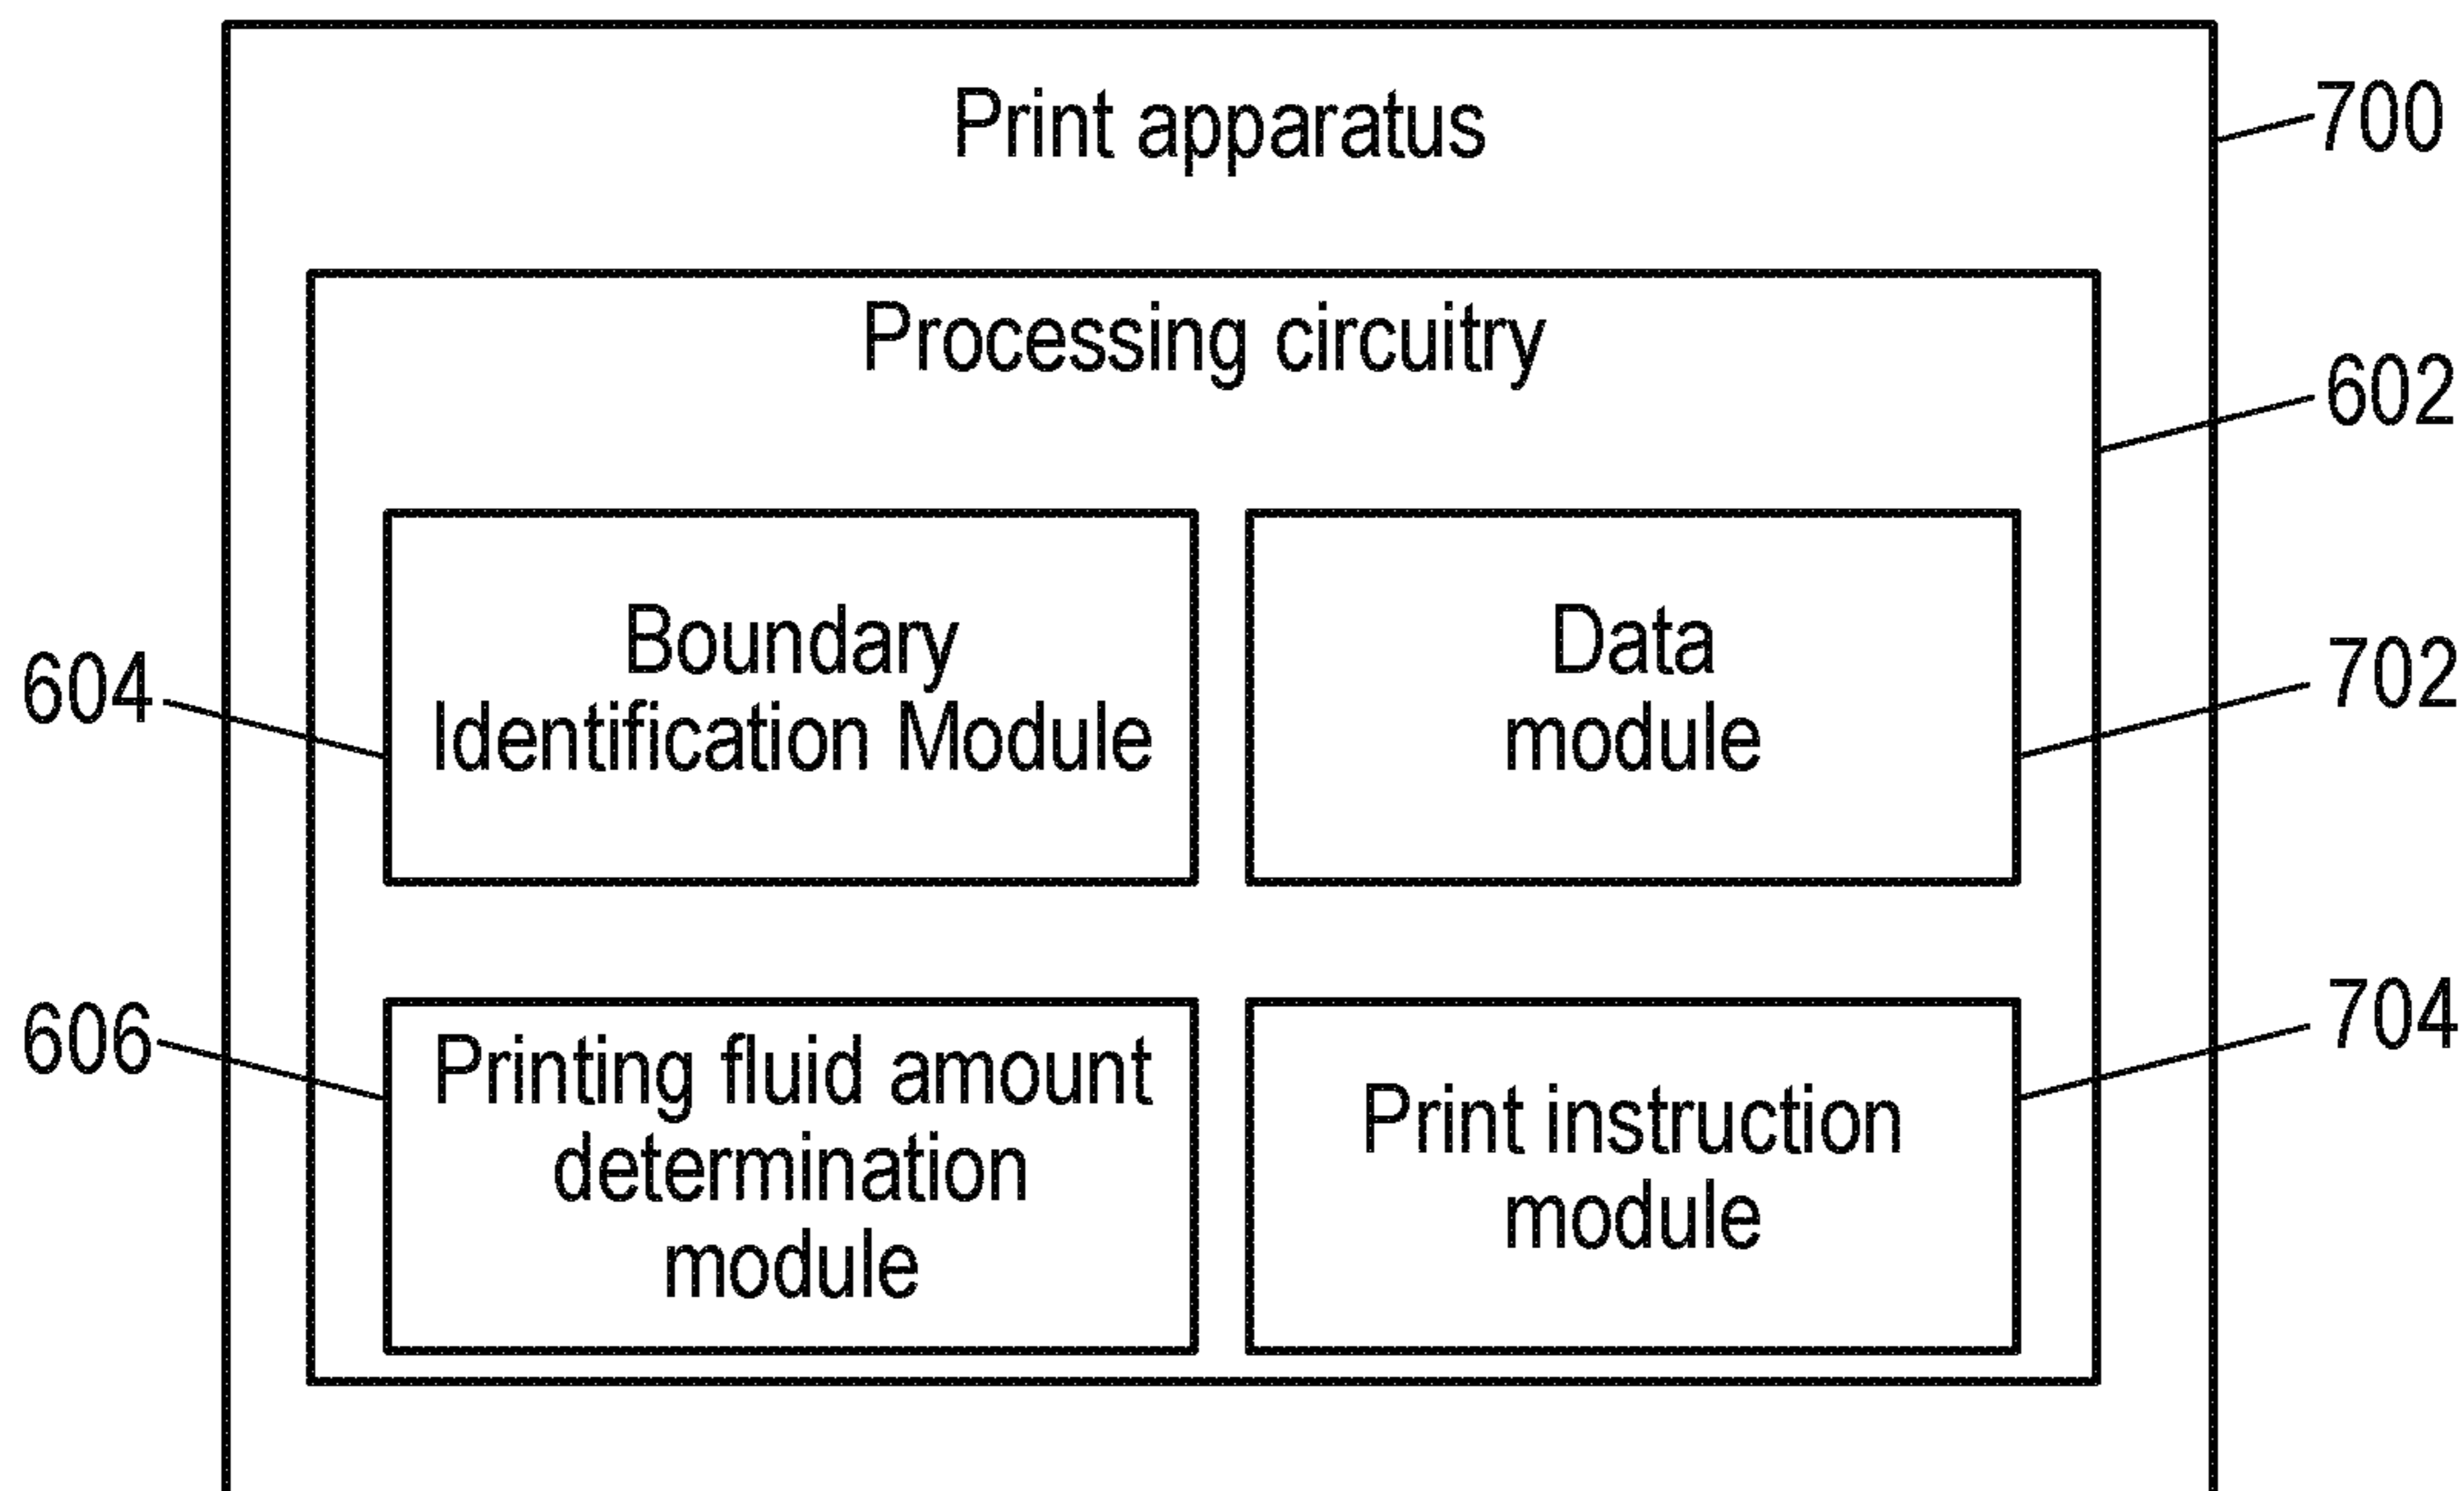 Print apparatus
700
Processing circuitry
602
Boundary
Identification Module
604
Data
module
702
Printing fluid amount
determination
module
606
Print instruction
module
704